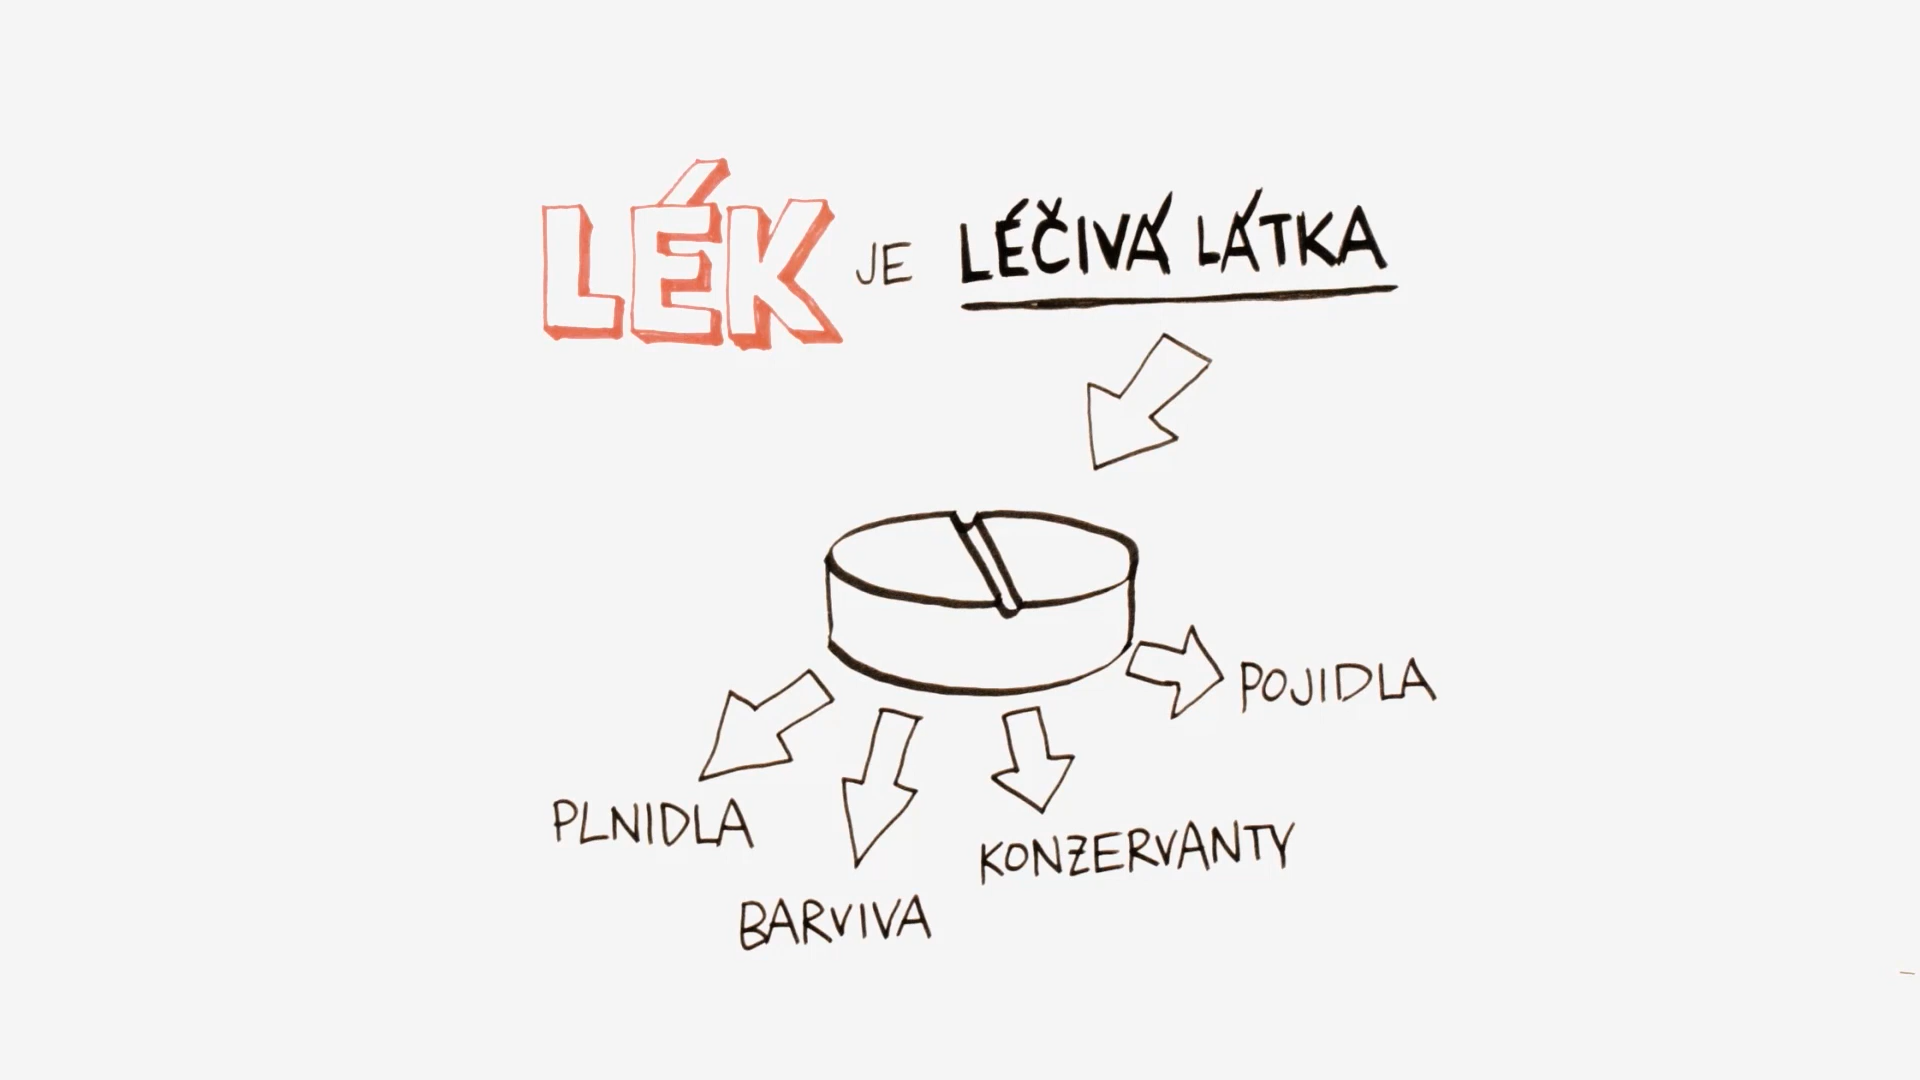 LÉK JE LÉČIVÁ LÁTKA
POJIDLA
PLNIDLA
KONZERVANTY
BARVIVA